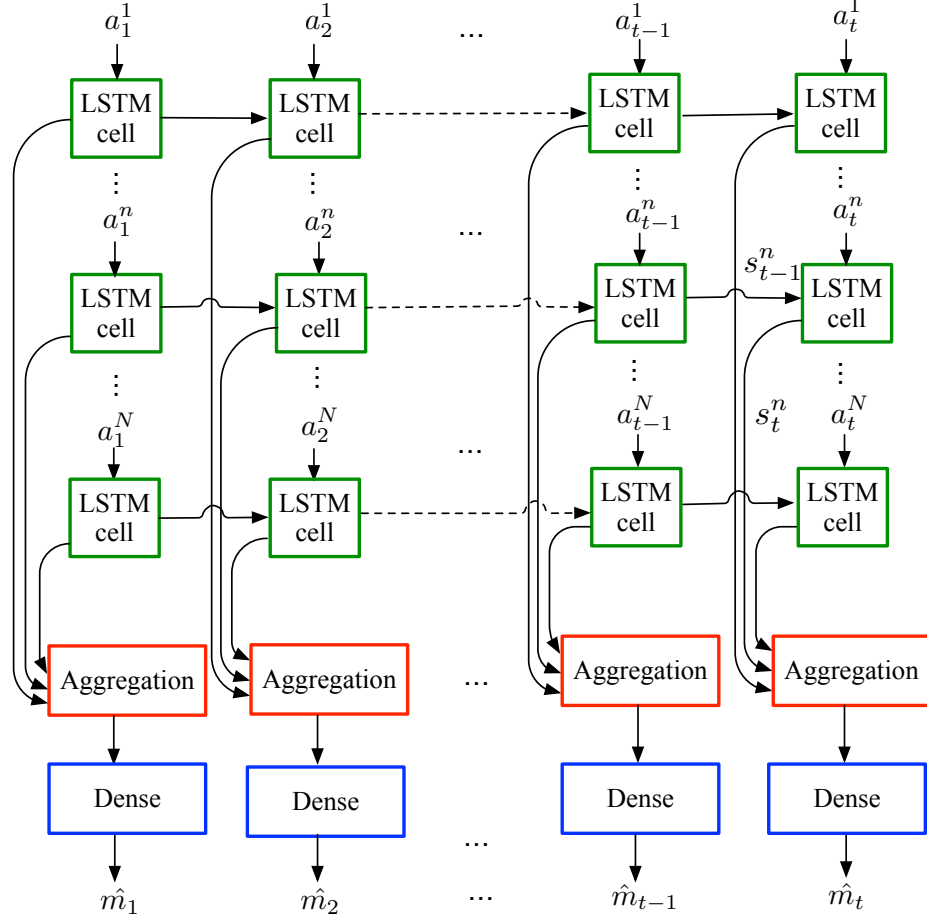 a_1^1 a_2^1 ... a_{t-1}^1 a_t^1
LSTM cell LSTM cell LSTM cell LSTM cell
⋮ ⋮ ⋮ ⋮
a_1^n a_2^n ... a_{t-1}^n a_t^n
s_{t-1}^n
LSTM cell LSTM cell LSTM cell LSTM cell
⋮ ⋮ ⋮ ⋮
a_1^N a_2^N ... a_{t-1}^N s_t^n a_t^N
LSTM cell LSTM cell LSTM cell LSTM cell
Aggregation Aggregation ... Aggregation Aggregation
Dense Dense Dense Dense
...
\hat{m}_1 \hat{m}_2 ... \hat{m}_{t-1} \hat{m}_t